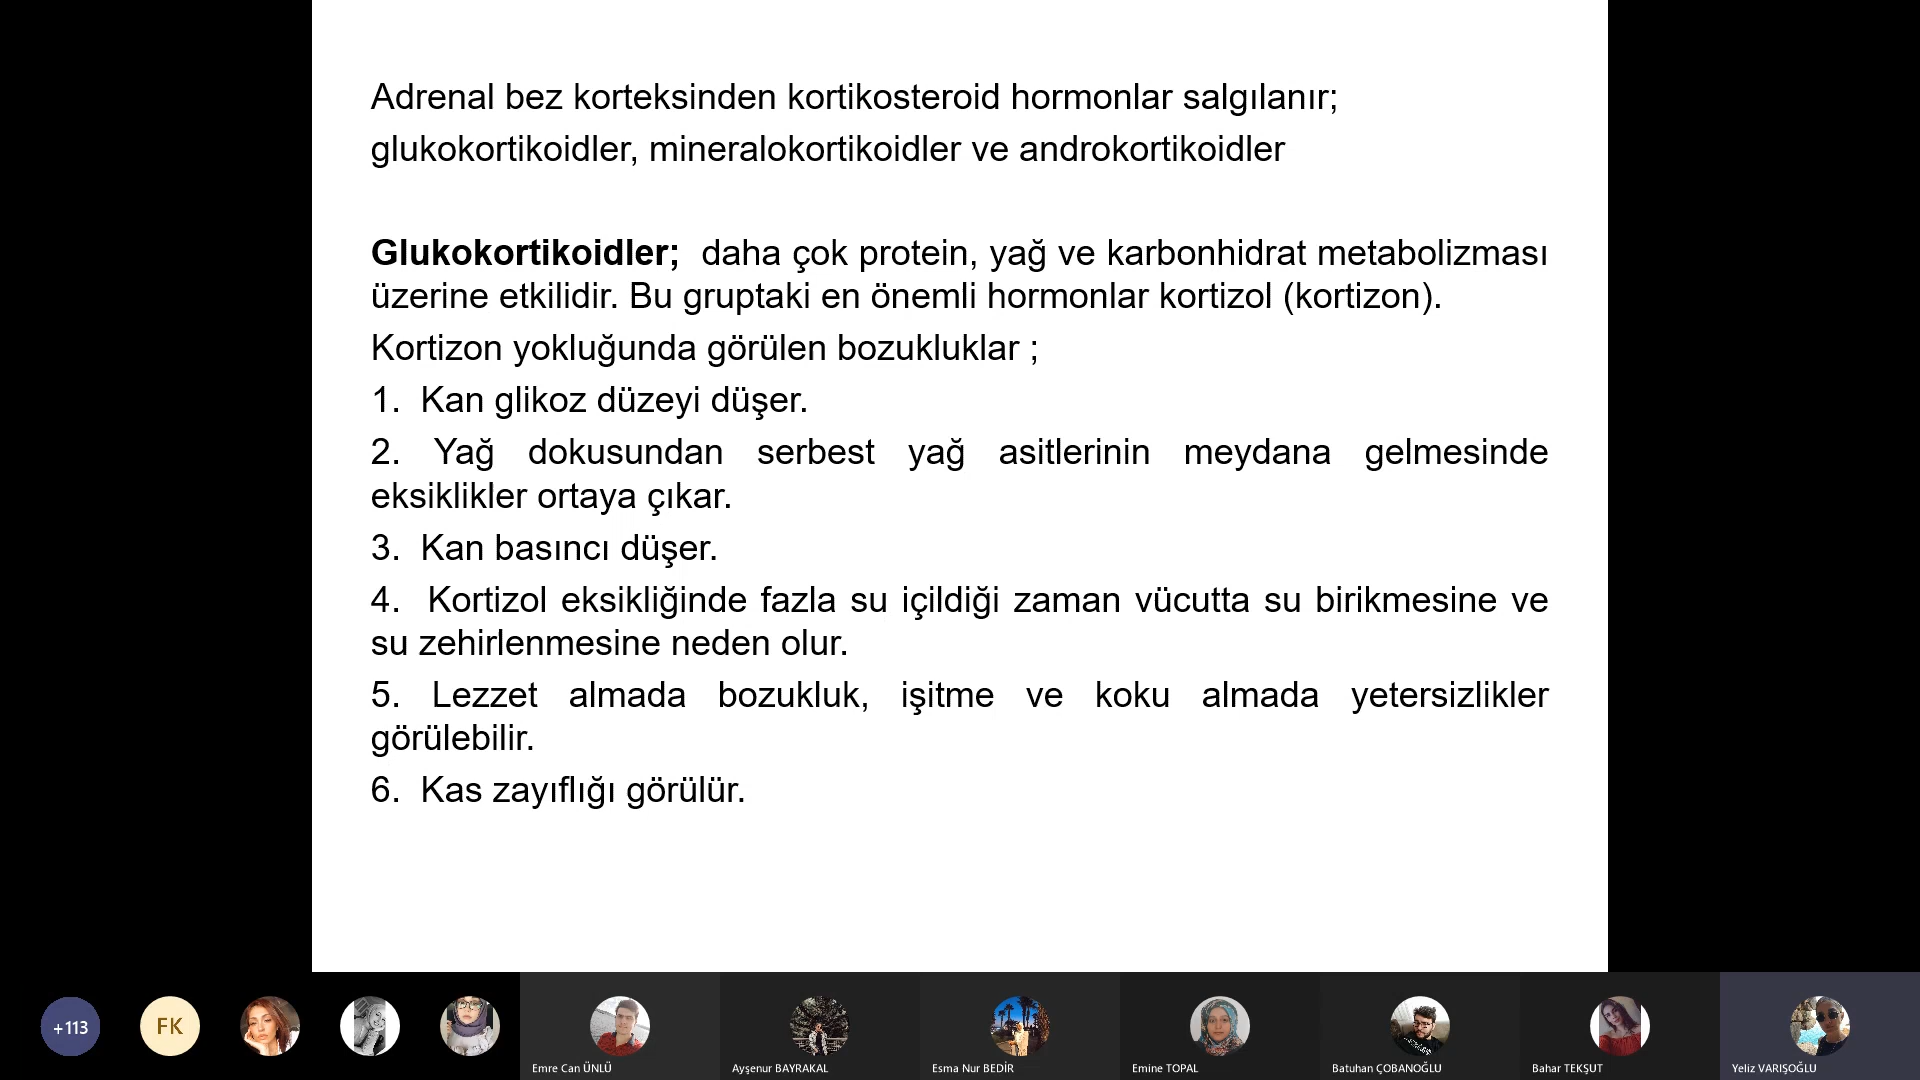 Adrenal bez korteksinden kortikosteroid hormonlar salgılanır;
glukokortikoidler, mineralokortikoidler ve androkortikoidler
Glukokortikoidler; daha çok protein, yağ ve karbonhidrat metabolizması
üzerine etkilidir. Bu gruptaki en önemli hormonlar kortizol (kortizon).
Kortizon yokluğunda görülen bozukluklar ;
1. Kan glikoz düzeyi düşer.
2. Yağ dokusundan serbest yağ asitlerinin meydana gelmesinde
eksiklikler ortaya çıkar.
3. Kan basıncı düşer.
4. Kortizol eksikliğinde fazla su içildiği zaman vücutta su birikmesine ve
su zehirlenmesine neden olur.
5. Lezzet almada bozukluk, işitme ve koku almada yetersizlikler
görülebilir.
6. Kas zayıflığı görülür.
+113
FK
Emre Can ÜNLÜ
Ayşenur BAYRAKAL
Esma Nur BEDİR
Emine TOPAL
Batuhan ÇOBANOĞLU
Bahar TEKŞUT
Yeliz VARIŞOĞLU